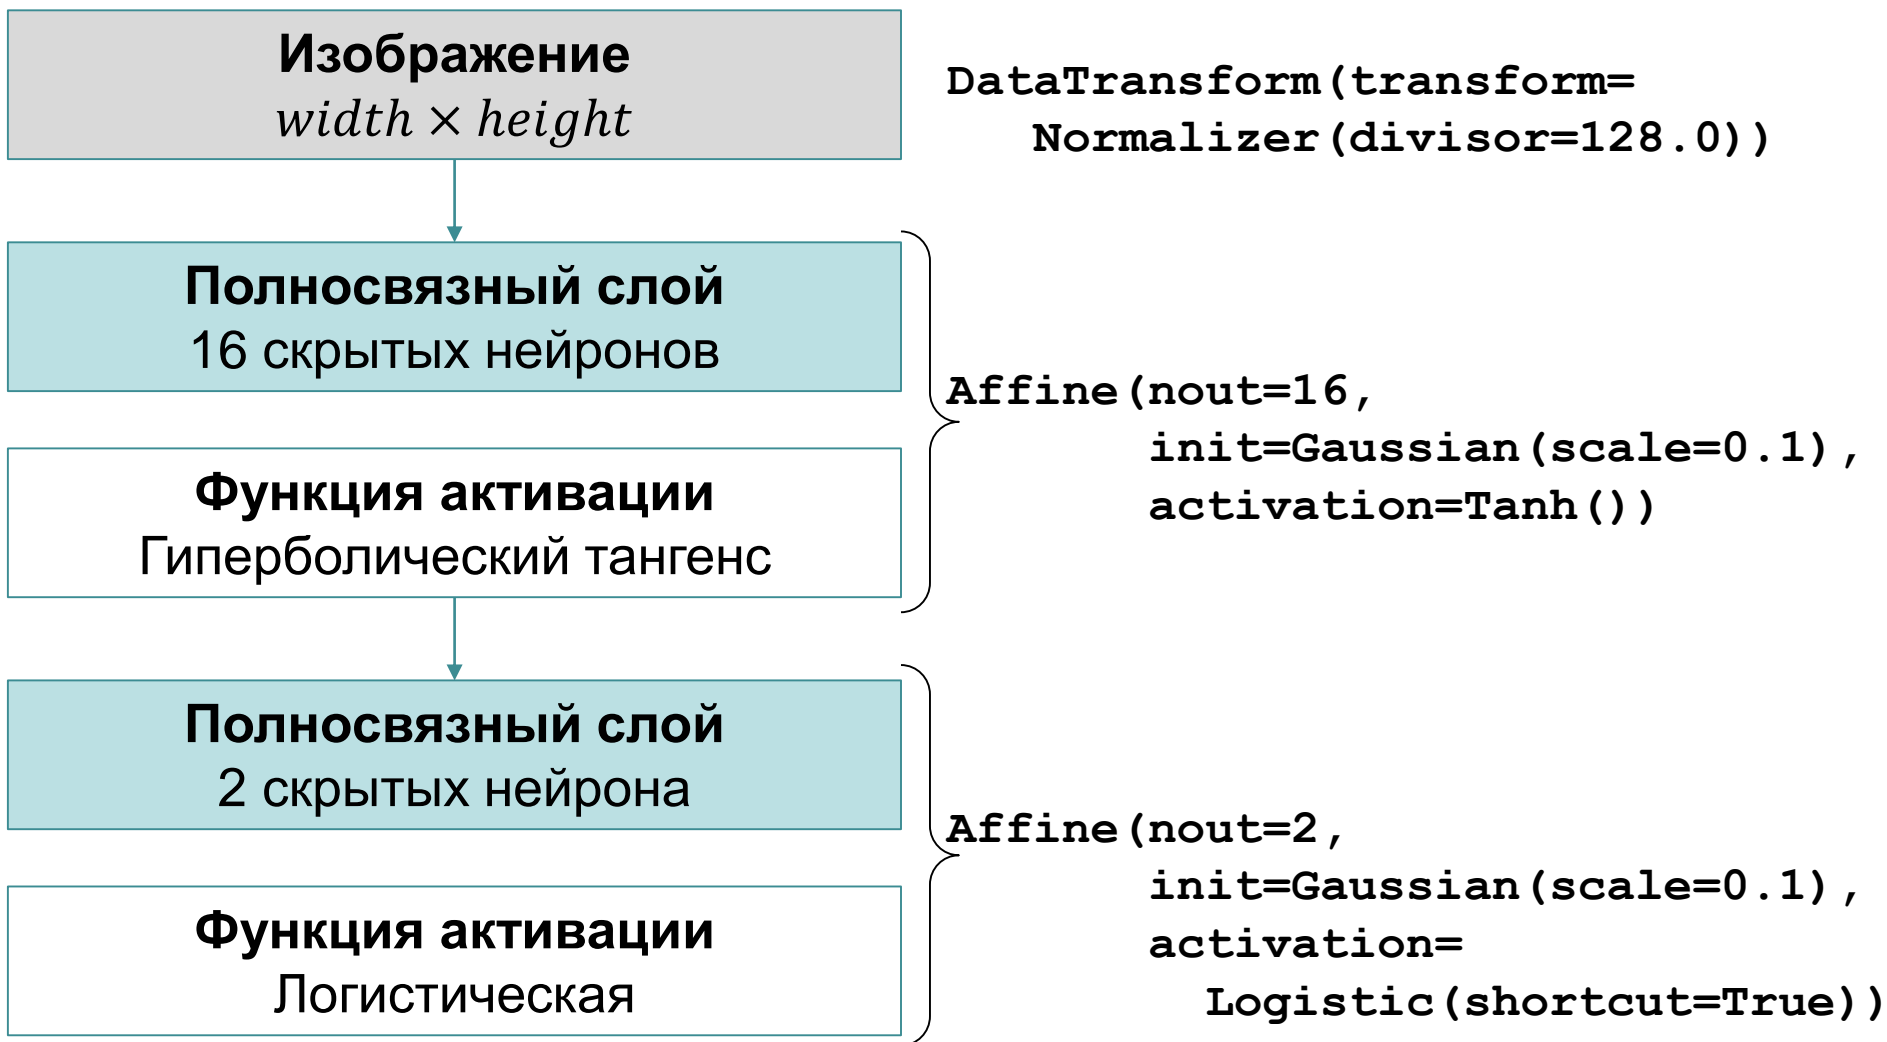 Изображение
width × height
DataTransform(transform=
Normalizer(divisor=128.0))
Полносвязный слой
16 скрытых нейронов
Функция активации
Гиперболический тангенс
Affine(nout=16,
init=Gaussian(scale=0.1),
activation=Tanh())
Полносвязный слой
2 скрытых нейрона
Функция активации
Логистическая
Affine(nout=2,
init=Gaussian(scale=0.1),
activation=
Logistic(shortcut=True))